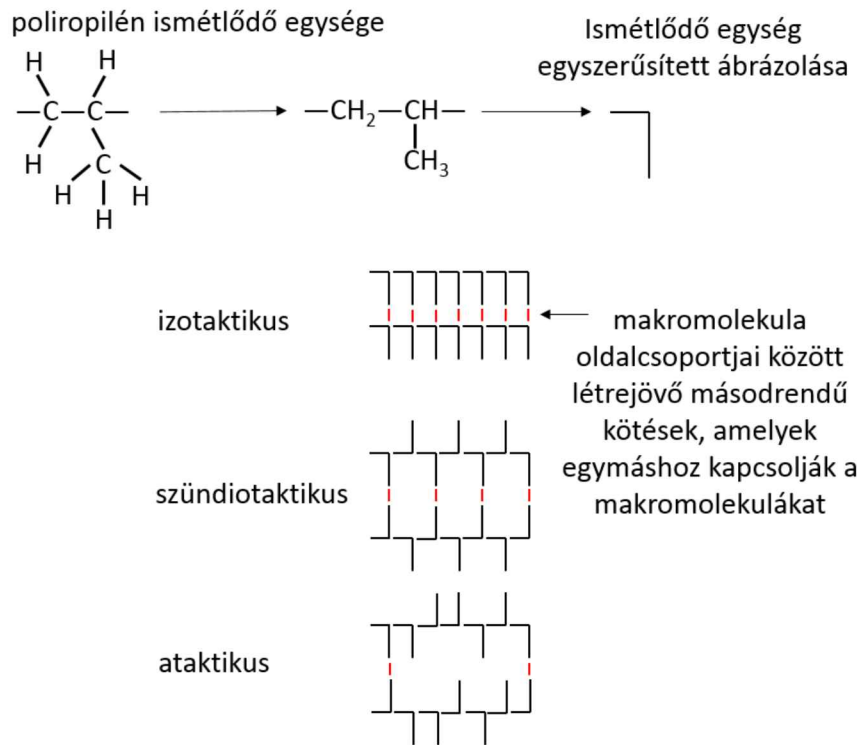 poliropilén ismétlődő egysége
Ismétlődő egység
egyszerűsített ábrázolása
H H
C C
H C
H H
H
CH2 CH
CH3
izotaktikus
makromolekula
oldalcsoportjai között
létrejövő másodrendű
kötések, amelyek
egymáshoz kapcsolják a
makromolekulákat
szündiotaktikus
ataktikus